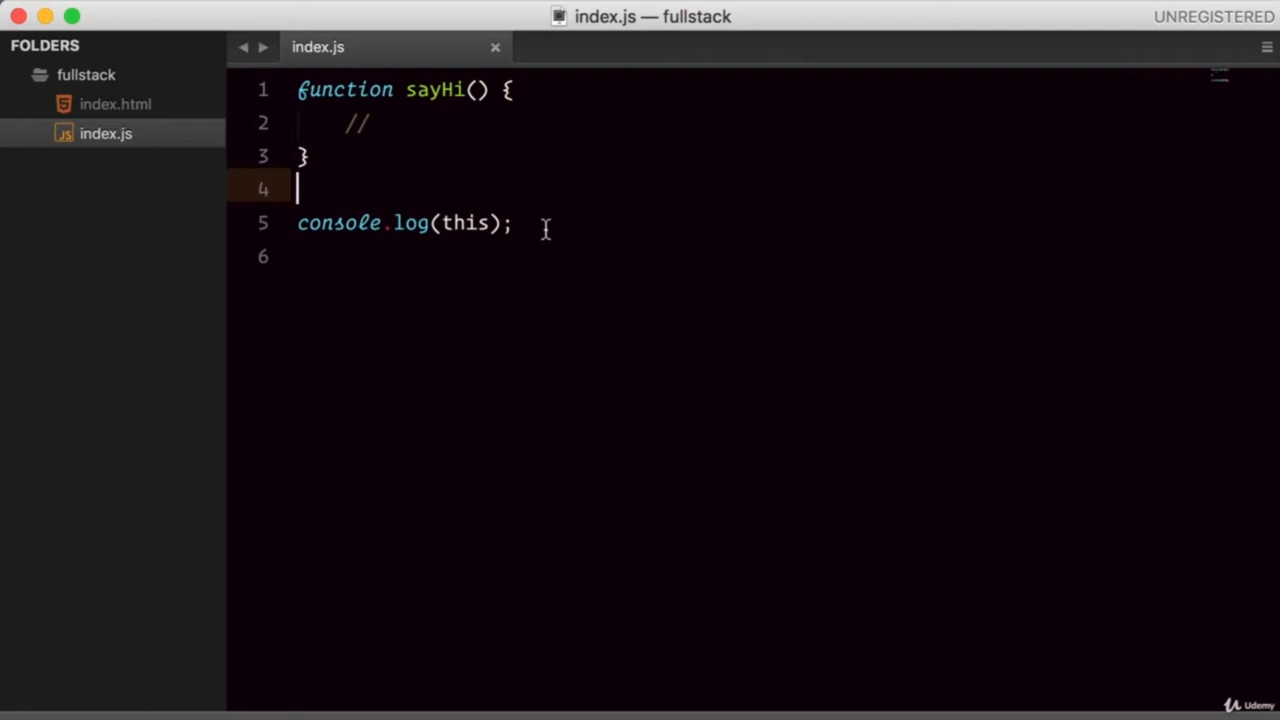 index.js — fullstack
UNREGISTERED
FOLDERS
fullstack
index.html
JS index.js
index.js
1 function sayHi() {
2 //
3 }
4
5 console.log(this);
6
Udemy